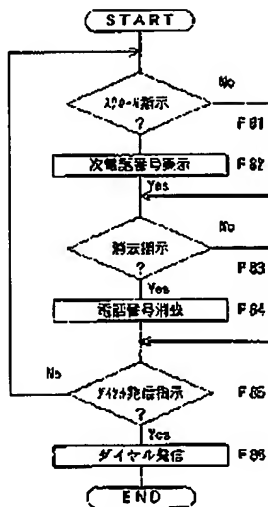 START
スクロール指示
?
No
F81
次電話番号表示
F82
Yes
消去指示
?
No
F83
Yes
電話番号消去
F84
No
ダイヤル発信指示
?
F85
Yes
ダイヤル発信
F86
END